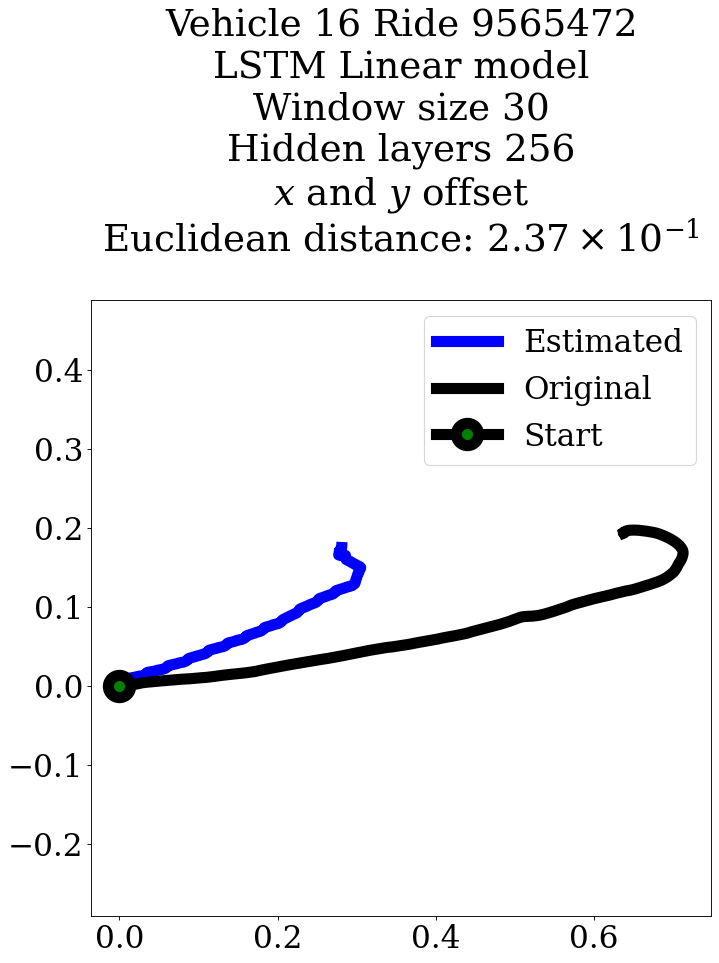 Vehicle 16 Ride 9565472
LSTM Linear model
Window size 30
Hidden layers 256
x and y offset
Euclidean distance: 2.37 × 10⁻¹
Estimated
Original
Start
0.4
0.3
0.2
0.1
0.0
−0.1
−0.2
0.0 0.2 0.4 0.6